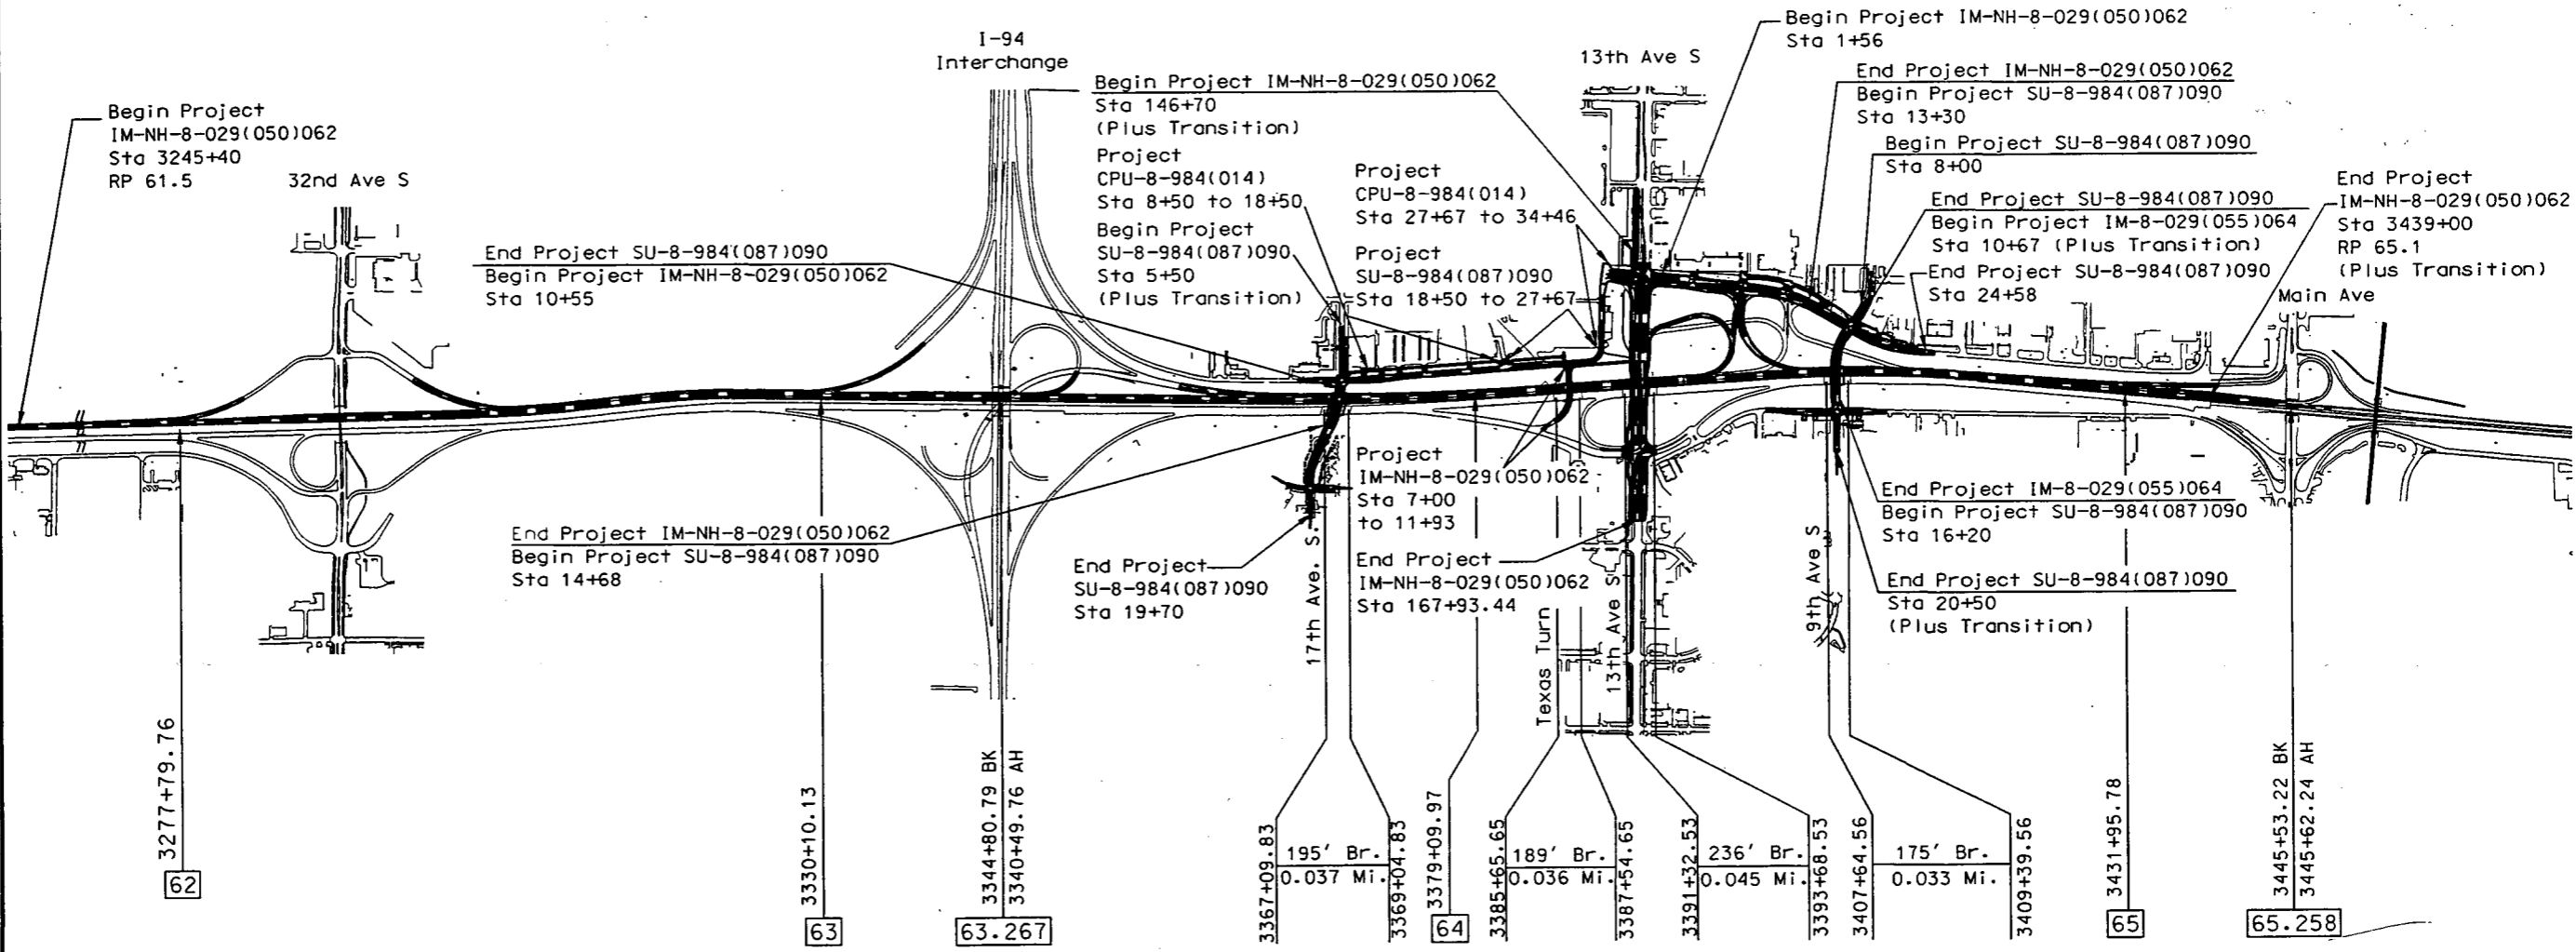 Begin Project
IM-NH-8-029(050)062
Sta 3245+40
RP 61.5
32nd Ave S
I-94
Interchange
End Project SU-8-984(087)090
Begin Project IM-NH-8-029(050)062
Sta 10+55
End Project IM-NH-8-029(050)062
Begin Project SU-8-984(087)090
Sta 14+68
Begin Project IM-NH-8-029(050)062
Sta 146+70
(Plus Transition)
Project
CPU-8-984(014)
Sta 8+50 to 18+50
Begin Project
SU-8-984(087)090
Sta 5+50
(Plus Transition)
Project
CPU-8-984(014)
Sta 27+67 to 34+46
Project
SU-8-984(087)090
Sta 18+50 to 27+67
13th Ave S
Begin Project IM-NH-8-029(050)062
Sta 1+56
End Project IM-NH-8-029(050)062
Begin Project SU-8-984(087)090
Sta 13+30
Begin Project SU-8-984(087)090
Sta 8+00
End Project SU-8-984(087)090
Begin Project IM-8-029(055)064
Sta 10+67 (Plus Transition)
End Project SU-8-984(087)090
Sta 24+58
End Project
IM-NH-8-029(050)062
Sta 3439+00
RP 65.1
(Plus Transition)
Main Ave
End Project
SU-8-984(087)090
Sta 19+70
17th Ave. S.
Project
IM-NH-8-029(050)062
Sta 7+00
to 11+93
End Project
IM-NH-8-029(050)062
Sta 167+93.44
Texas Turn
13th Ave S
9th Ave S
End Project IM-8-029(055)064
Begin Project SU-8-984(087)090
Sta 16+20
End Project SU-8-984(087)090
Sta 20+50
(Plus Transition)
3277+79.76
62
3330+10.13
63
3344+80.79 BK
3340+49.76 AH
63.267
3367+09.83
195' Br.
0.037 Mi.
3369+04.83
3379+09.97
64
3385+65.65
189' Br.
0.036 Mi.
3387+54.65
3391+32.53
236' Br.
0.045 Mi.
3393+68.53
3407+64.56
175' Br.
0.033 Mi.
3409+39.56
3431+95.78
65
3445+53.22 BK
3445+62.24 AH
65.258